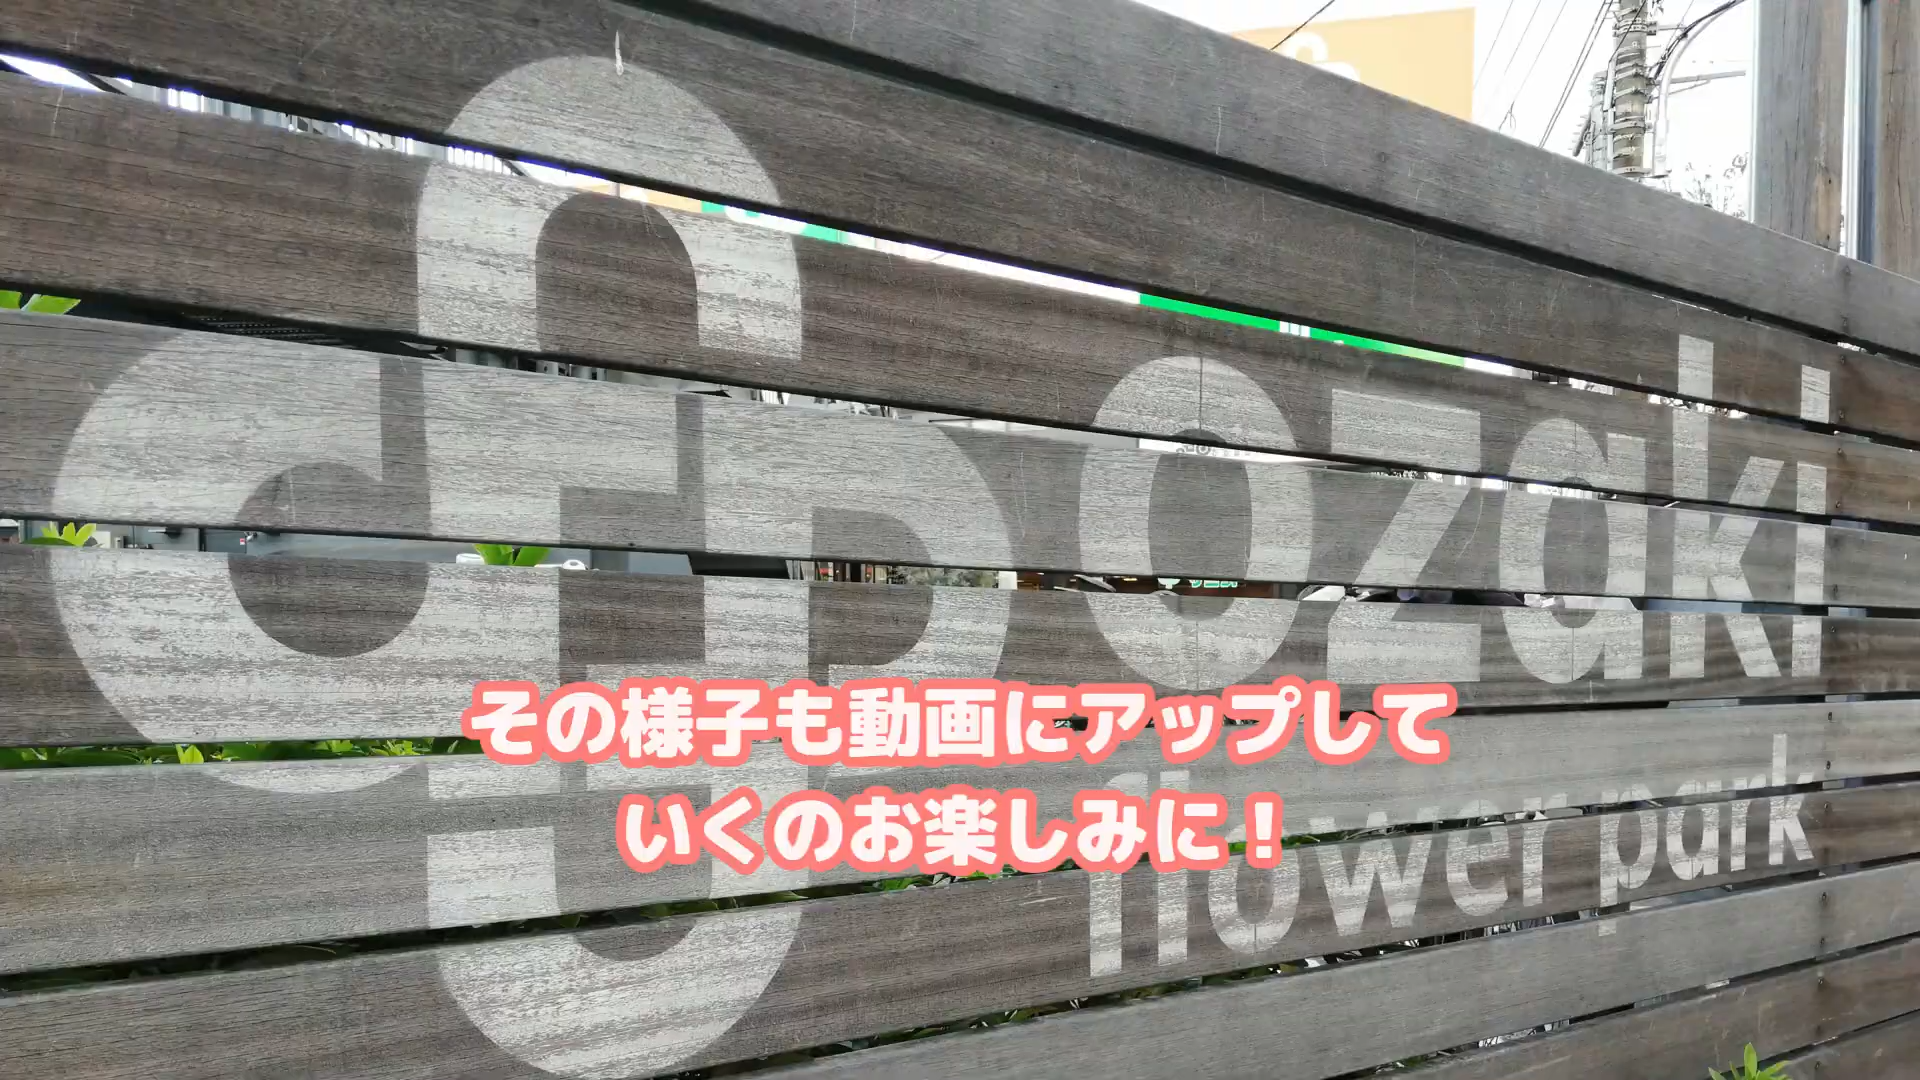 ozaki
flower park
その様子も動画にアップして
いくのお楽しみに！